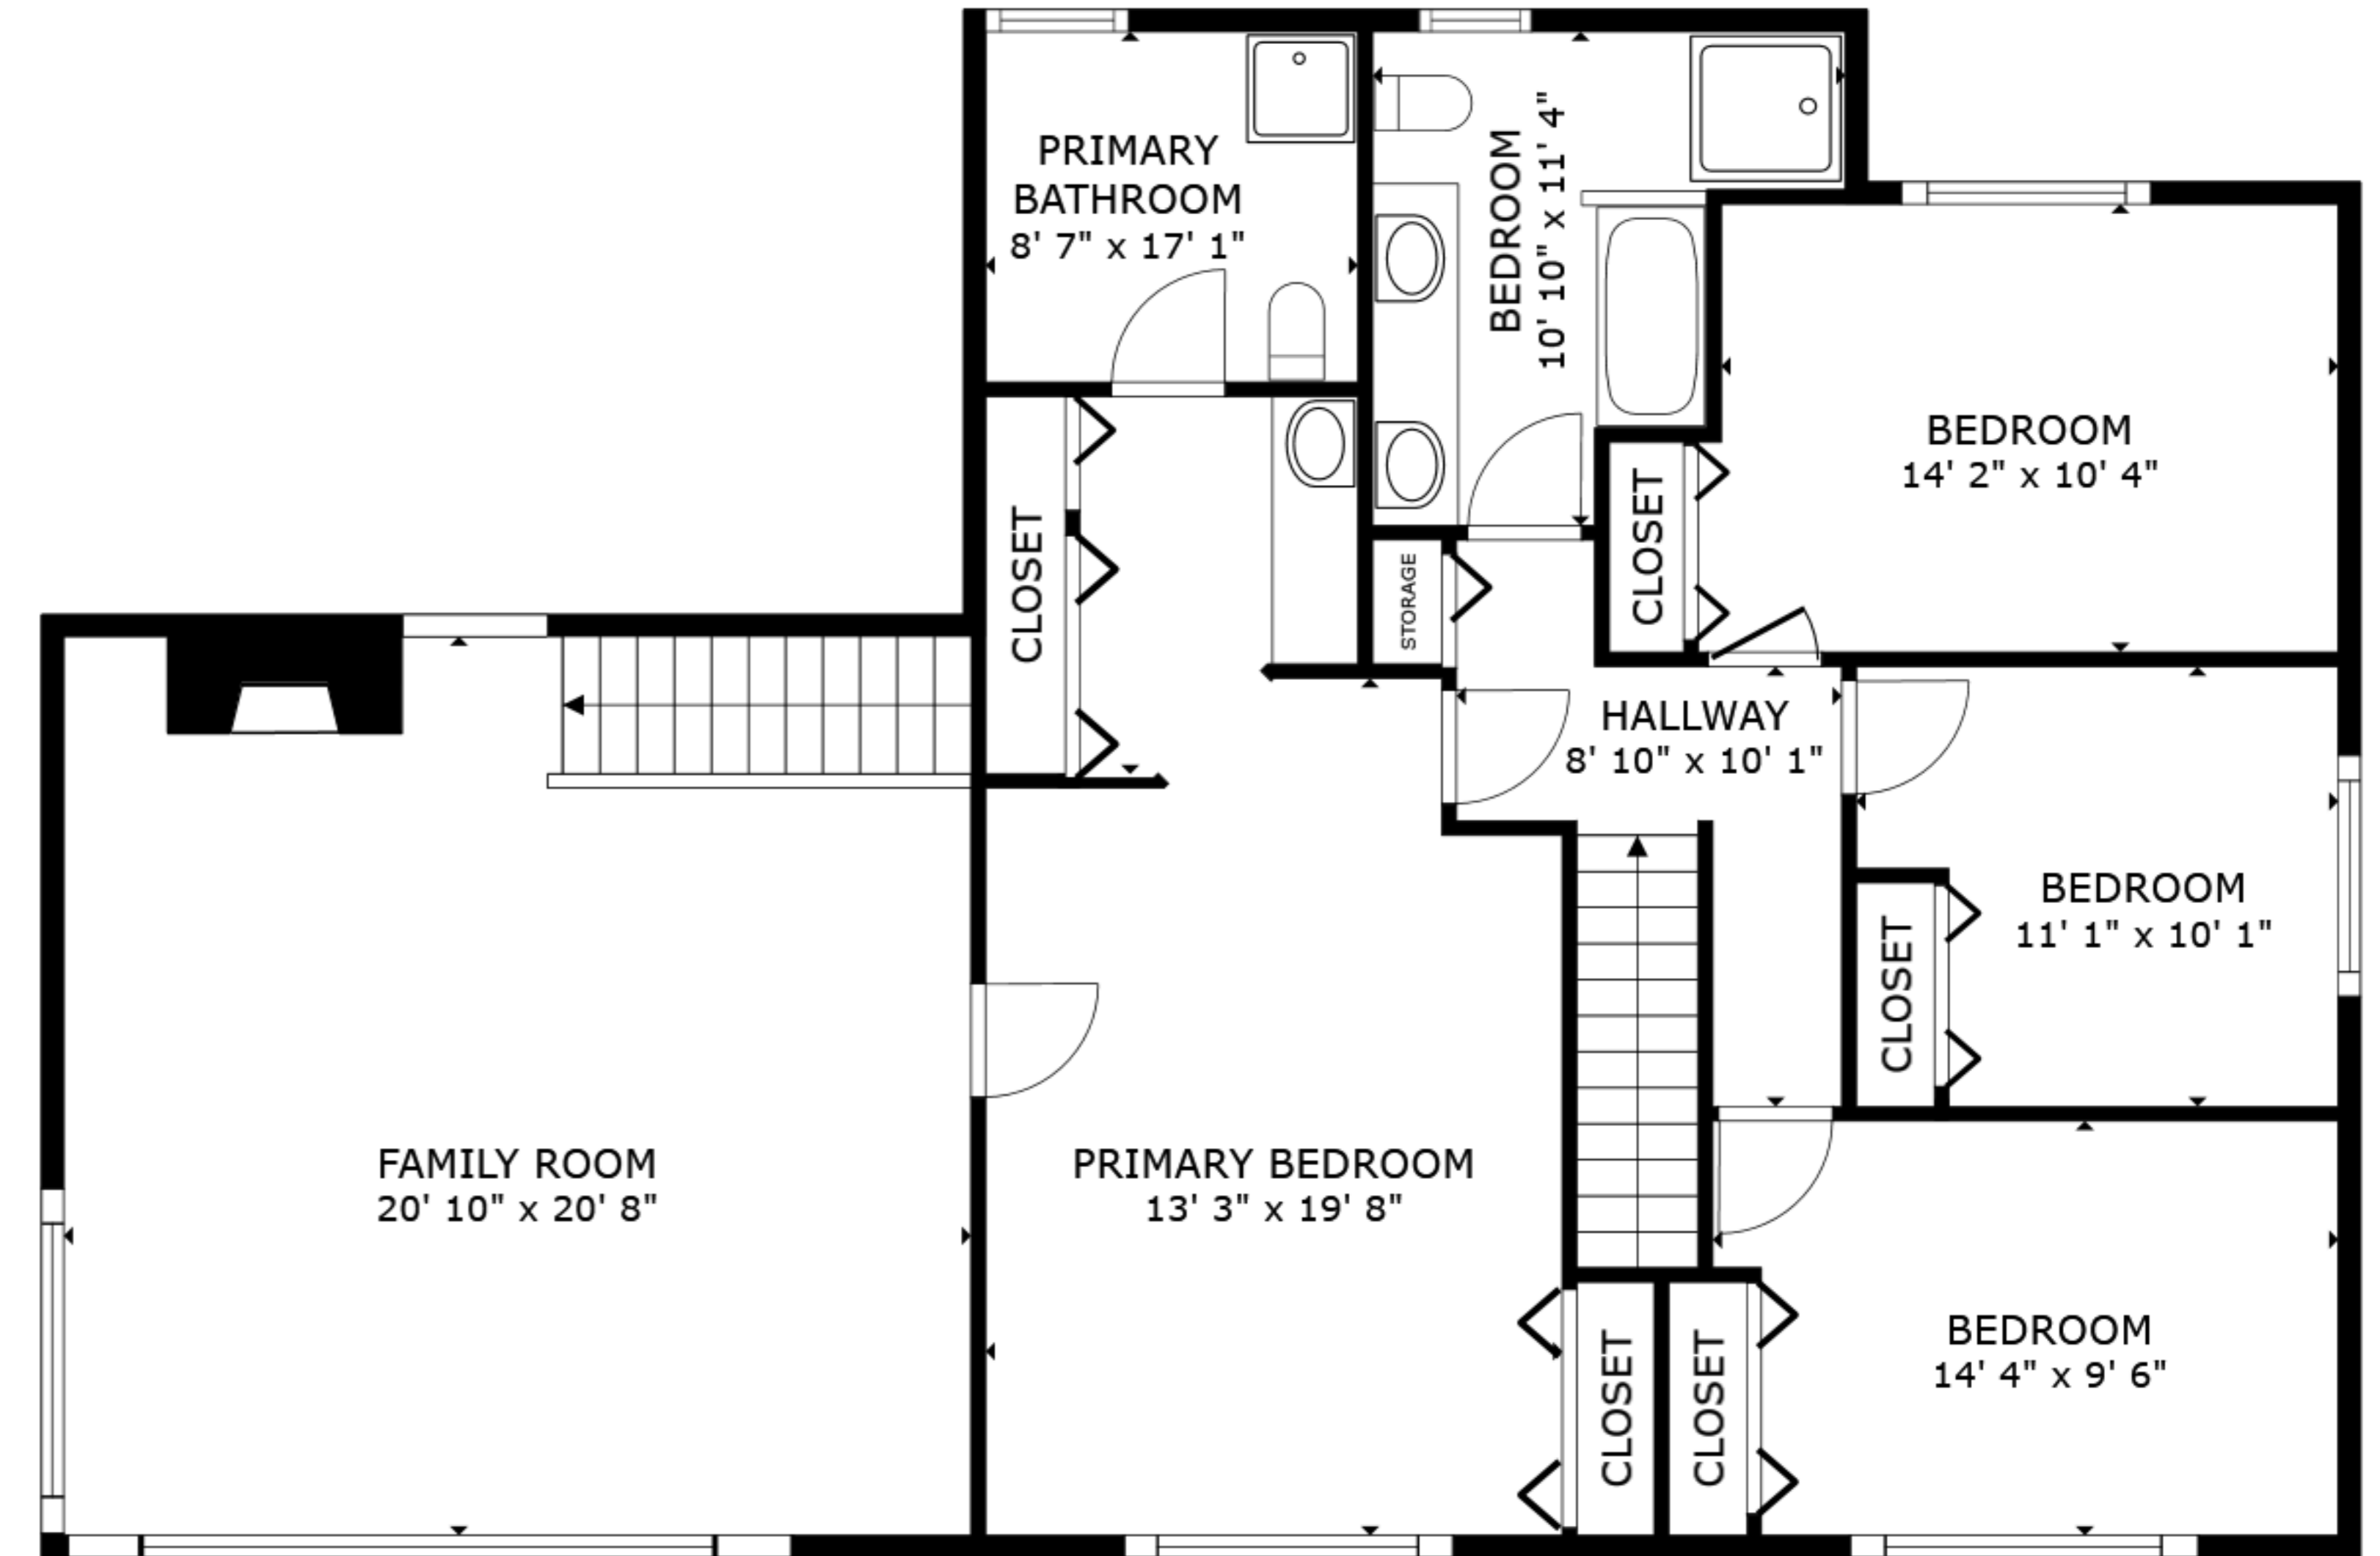 PRIMARY
BATHROOM
8' 7" x 17' 1"
BEDROOM
10' 10" x 11' 4"
BEDROOM
14' 2" x 10' 4"
CLOSET
CLOSET
STORAGE
HALLWAY
8' 10" x 10' 1"
BEDROOM
11' 1" x 10' 1"
CLOSET
FAMILY ROOM
20' 10" x 20' 8"
PRIMARY BEDROOM
13' 3" x 19' 8"
BEDROOM
14' 4" x 9' 6"
CLOSET
CLOSET